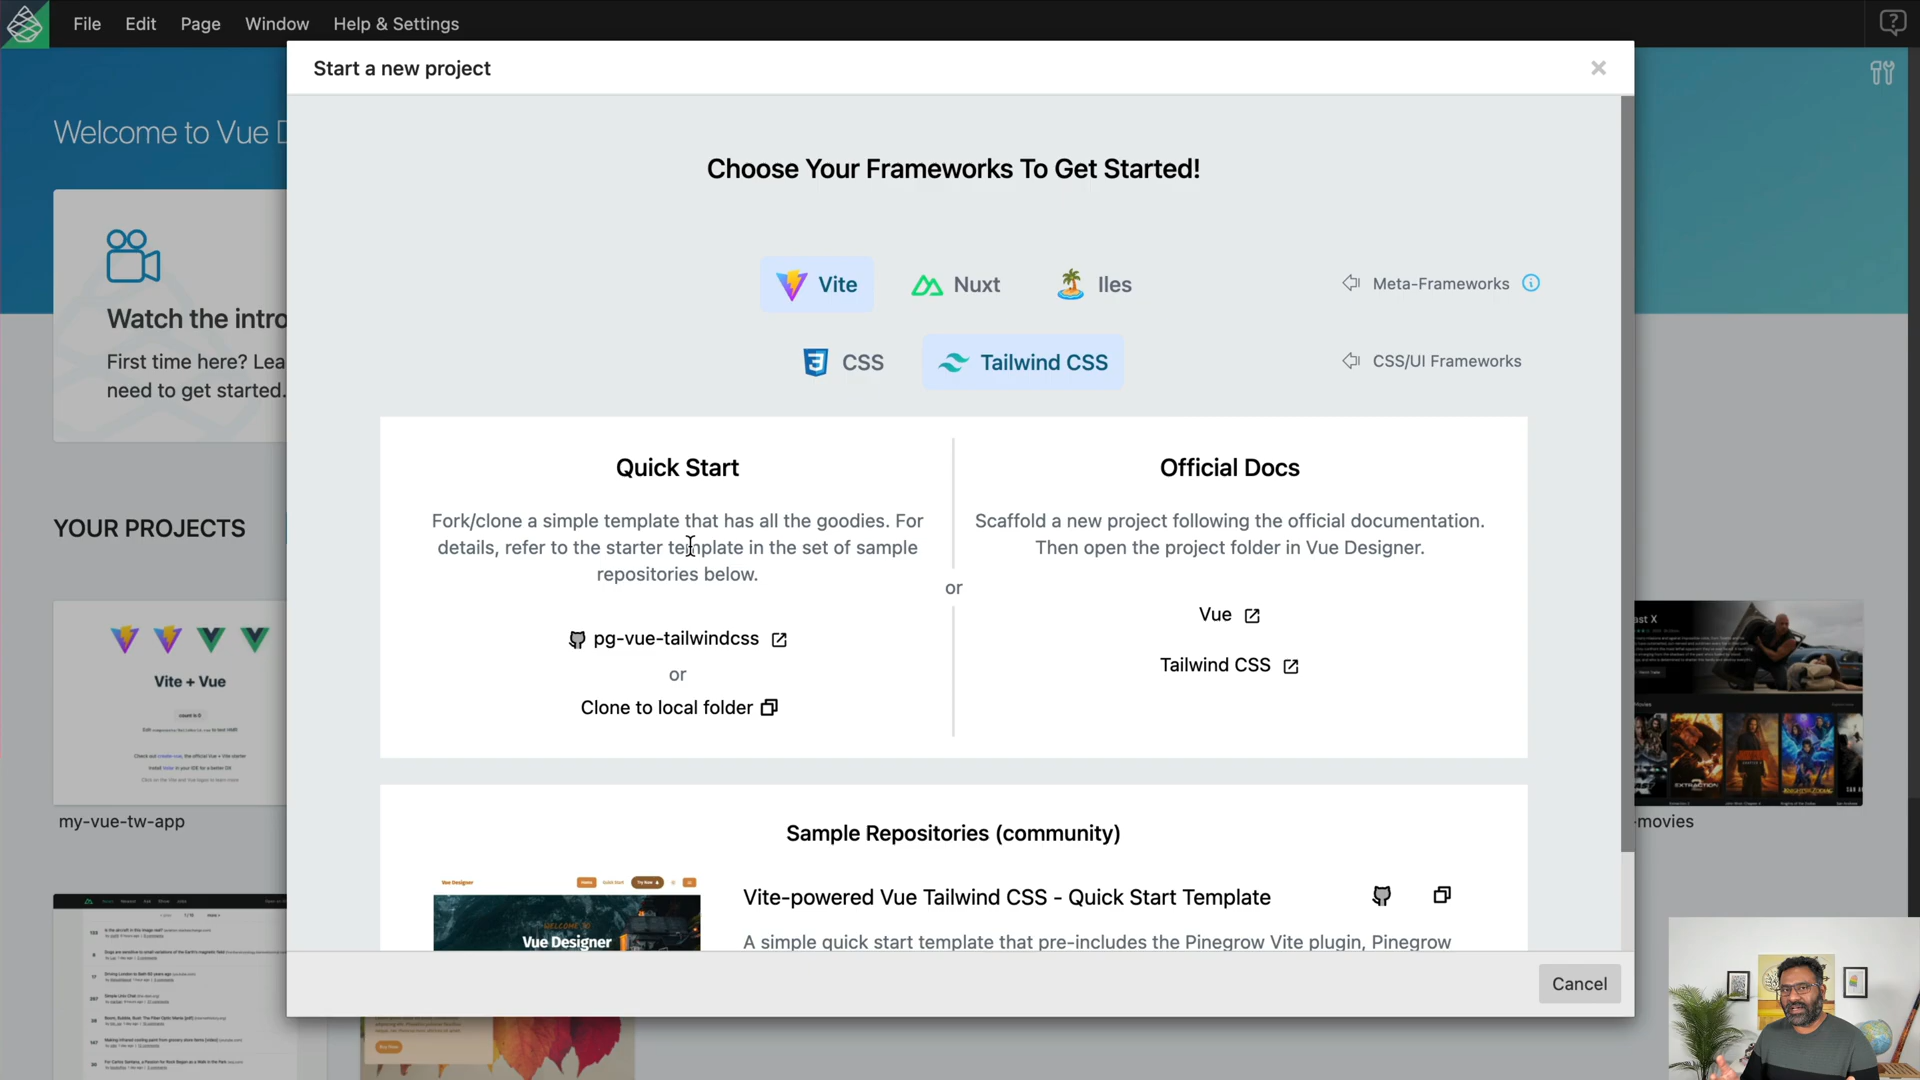 File Edit Page Window Help & Settings
Start a new project
Welcome to Vue D
Choose Your Frameworks To Get Started!
Vite Nuxt Iles Meta-Frameworks
CSS Tailwind CSS CSS/UI Frameworks
Watch the intro
First time here? Lea
need to get started.
Quick Start
Fork/clone a simple template that has all the goodies. For
details, refer to the starter template in the set of sample
repositories below.
pg-vue-tailwindcss
or
Clone to local folder
or
Official Docs
Scaffold a new project following the official documentation.
Then open the project folder in Vue Designer.
Vue
Tailwind CSS
YOUR PROJECTS
Vite + Vue
my-vue-tw-app
st X
-movies
Sample Repositories (community)
Vue Designer
WELCOME TO
Vue Designer
Vite-powered Vue Tailwind CSS - Quick Start Template
A simple quick start template that pre-includes the Pinegrow Vite plugin, Pinegrow
Cancel